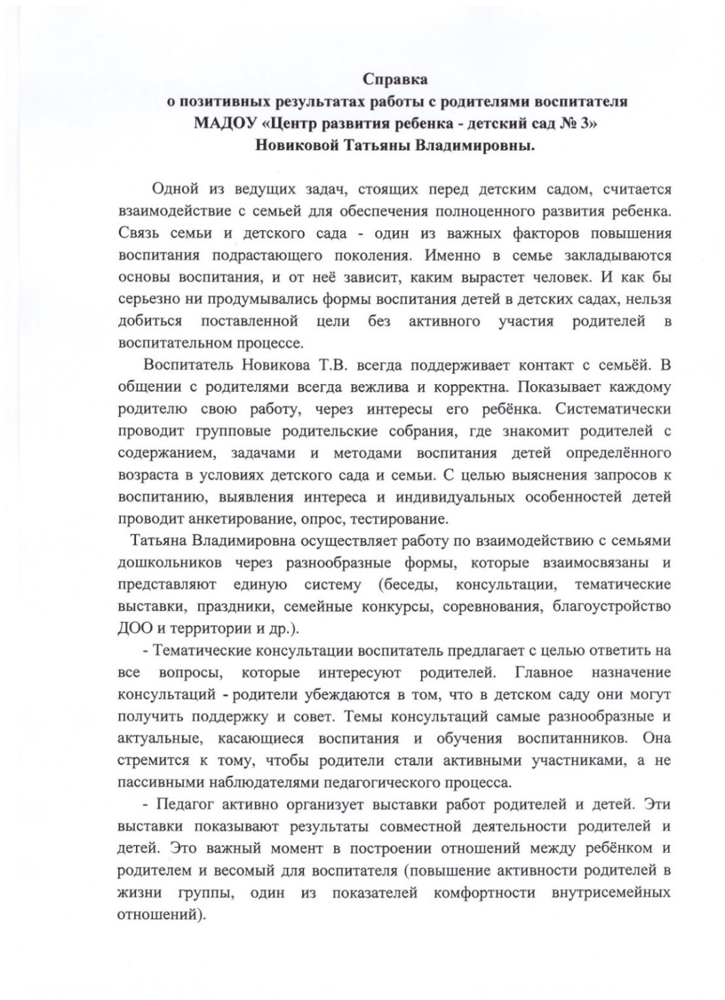 Справка
о позитивных результатах работы с родителями воспитателя
МАДОУ «Центр развития ребенка - детский сад № 3»
Новиковой Татьяны Владимировны.
Одной из ведущих задач, стоящих перед детским садом, считается
взаимодействие с семьей для обеспечения полноценного развития ребенка.
Связь семьи и детского сада - один из важных факторов повышения
воспитания подрастающего поколения. Именно в семье закладываются
основы воспитания, и от неё зависит, каким вырастет человек. И как бы
серьезно ни продумывались формы воспитания детей в детских садах, нельзя
добиться поставленной цели без активного участия родителей в
воспитательном процессе.
Воспитатель Новикова Т.В. всегда поддерживает контакт с семьёй. В
общении с родителями всегда вежлива и корректна. Показывает каждому
родителю свою работу, через интересы его ребёнка. Систематически
проводит групповые родительские собрания, где знакомит родителей с
содержанием, задачами и методами воспитания детей определённого
возраста в условиях детского сада и семьи. С целью выяснения запросов к
воспитанию, выявления интереса и индивидуальных особенностей детей
проводит анкетирование, опрос, тестирование.
Татьяна Владимировна осуществляет работу по взаимодействию с семьями
дошкольников через разнообразные формы, которые взаимосвязаны и
представляют единую систему (беседы, консультации, тематические
выставки, праздники, семейные конкурсы, соревнования, благоустройство
ДОО и территории и др.).
- Тематические консультации воспитатель предлагает с целью ответить на
все вопросы, которые интересуют родителей. Главное назначение
консультаций - родители убеждаются в том, что в детском саду они могут
получить поддержку и совет. Темы консультаций самые разнообразные и
актуальные, касающиеся воспитания и обучения воспитанников. Она
стремится к тому, чтобы родители стали активными участниками, а не
пассивными наблюдателями педагогического процесса.
- Педагог активно организует выставки работ родителей и детей. Эти
выставки показывают результаты совместной деятельности родителей и
детей. Это важный момент в построении отношений между ребёнком и
родителем и весомый для воспитателя (повышение активности родителей в
жизни группы, один из показателей комфортности внутрисемейных
отношений).